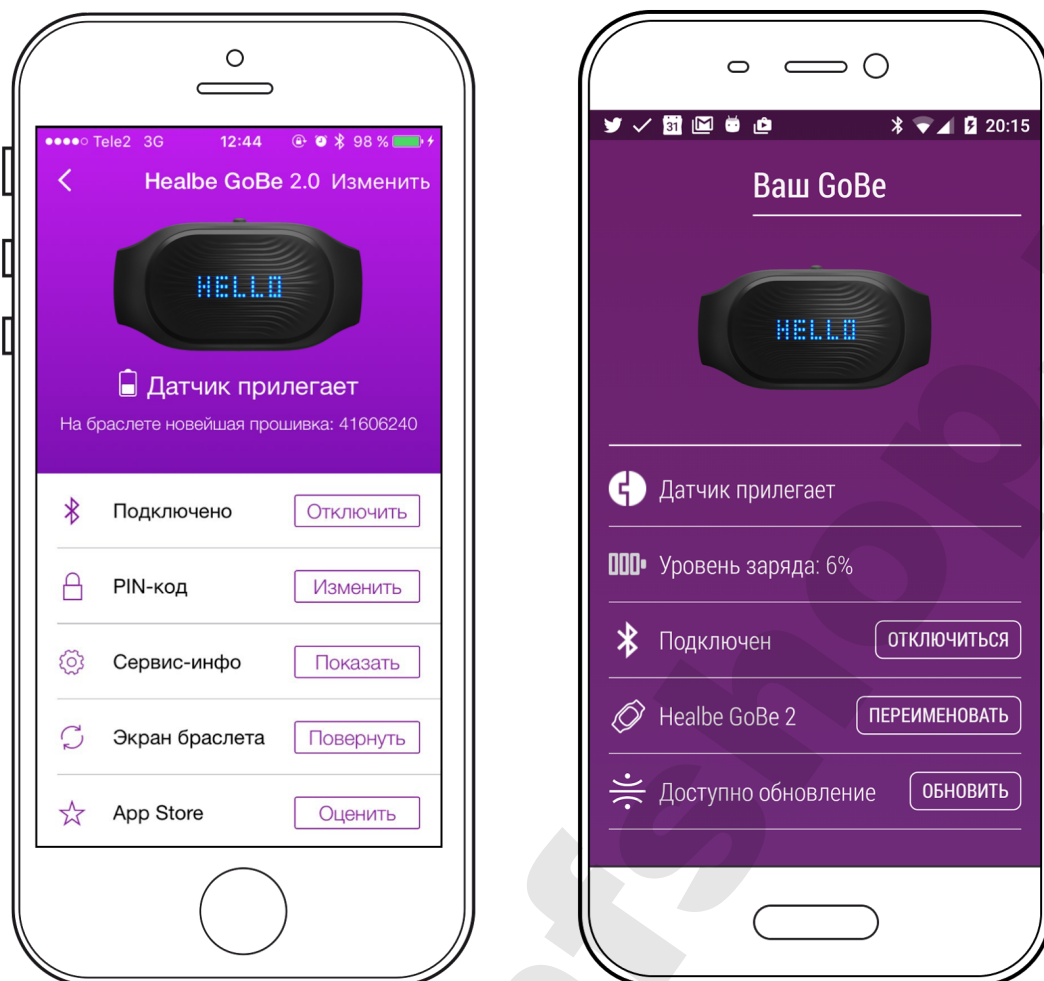 Tele2 3G 12:44 98 %
Healbe GoBe 2.0 Изменить
HELLO
Датчик прилегает
На браслете новейшая прошивка: 41606240
Подключено Отключить
PIN-код Изменить
Сервис-инфо Показать
Экран браслета Повернуть
App Store Оценить
31 20:15
Ваш GoBe
HELLO
Датчик прилегает
Уровень заряда: 6%
Подключен ОТКЛЮЧИТЬСЯ
Healbe GoBe 2 ПЕРЕИМЕНОВАТЬ
Доступно обновление ОБНОВИТЬ